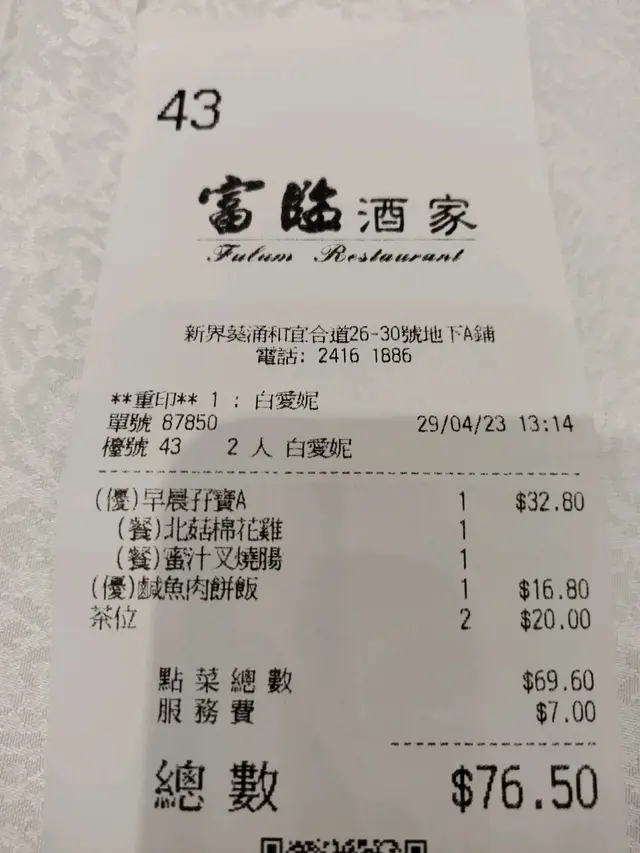 43
富臨酒家
Fulum Restaurant
新界葵涌和宜合道26-30號地下A鋪
電話: 2416 1886
**重印** 1 : 白愛妮
單號 87850 29/04/23 13:14
檯號 43 2 人 白愛妮
(優)早晨孖寶A 1 $32.80
(餐)北菇棉花雞 1
(餐)蜜汁叉燒腸 1
(優)鹹魚肉餅飯 1 $16.80
茶位 2 $20.00
點菜總數 $69.60
服務費 $7.00
總數 $76.50